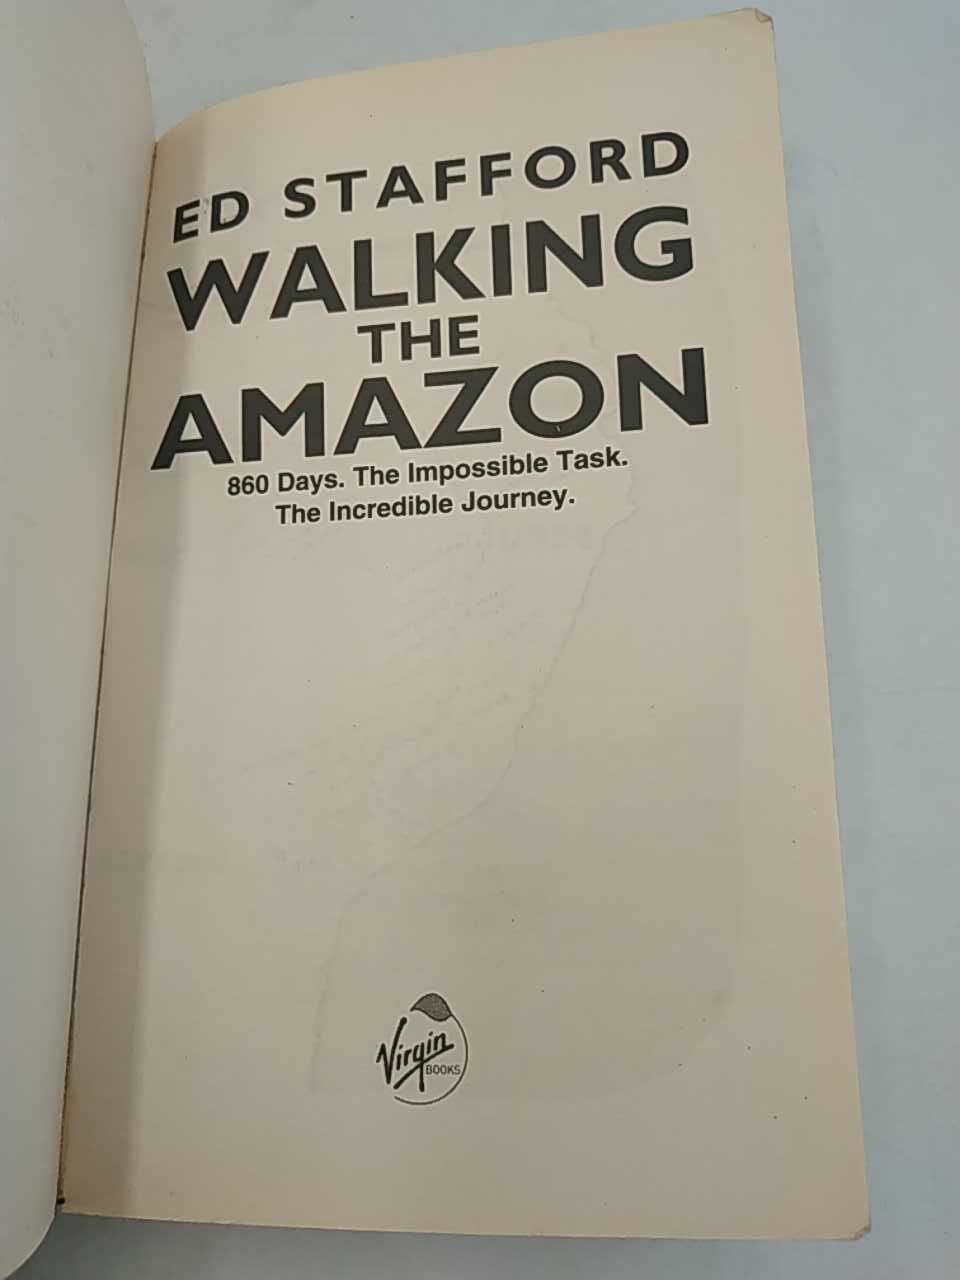 ED STAFFORD
WALKING
THE
AMAZON
860 Days. The Impossible Task.
The Incredible Journey.
Virgin
BOOKS